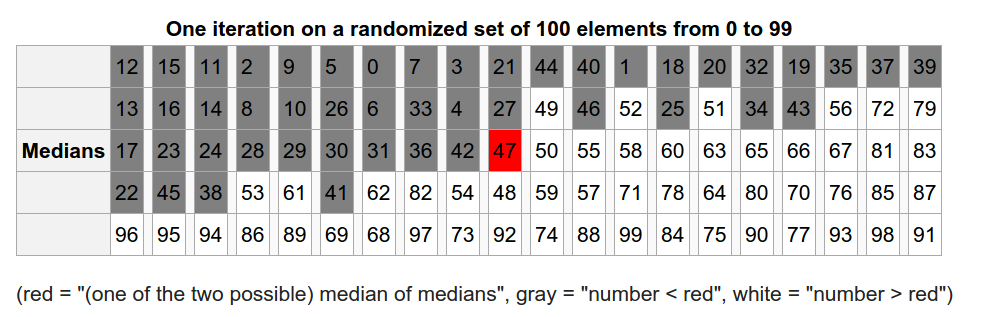 One iteration on a randomized set of 100 elements from 0 to 99
12 15 11 2 9 5 0 7 3 21 44 40 1 18 20 32 19 35 37 39
13 16 14 8 10 26 6 33 4 27 49 46 52 25 51 34 43 56 72 79
Medians 17 23 24 28 29 30 31 36 42 47 50 55 58 60 63 65 66 67 81 83
22 45 38 53 61 41 62 82 54 48 59 57 71 78 64 80 70 76 85 87
96 95 94 86 89 69 68 97 73 92 74 88 99 84 75 90 77 93 98 91
(red = "(one of the two possible) median of medians", gray = "number < red", white = "number > red")